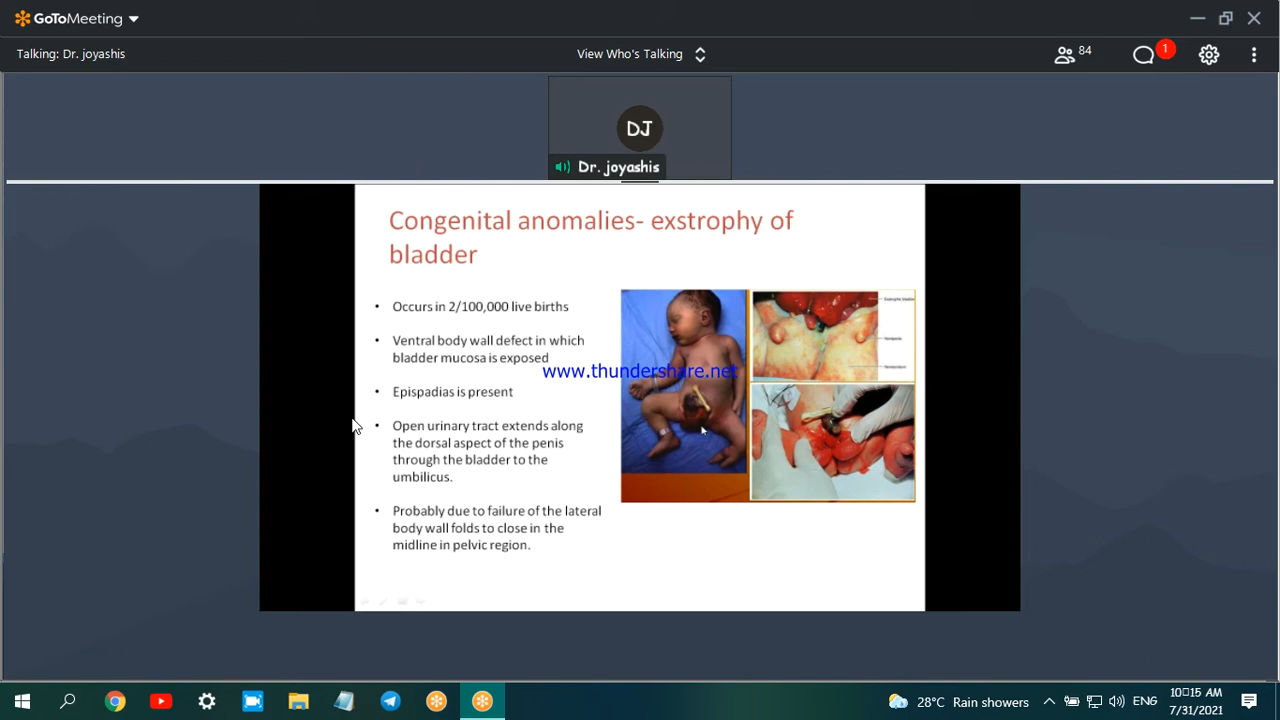 GoToMeeting
Talking: Dr. joyashis
View Who's Talking
84
1
DJ
Dr. joyashis
Congenital anomalies- exstrophy of
bladder
• Occurs in 2/100,000 live births
• Ventral body wall defect in which
bladder mucosa is exposed
www.thundershare.net
• Epispadias is present
• Open urinary tract extends along
the dorsal aspect of the penis
through the bladder to the
umbilicus.
• Probably due to failure of the lateral
body wall folds to close in the
midline in pelvic region.
28°C Rain showers
ENG
10□15 AM
7/31/2021